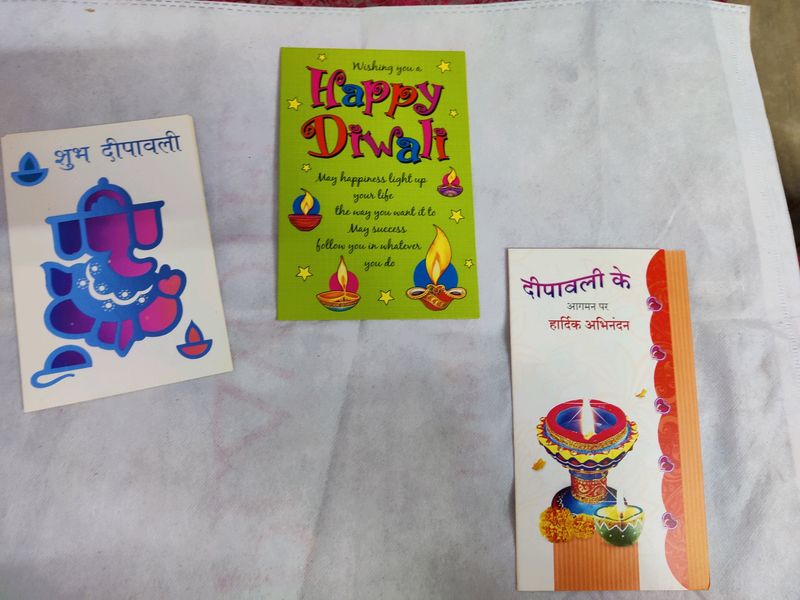 शुभ दीपावली
Wishing you a
Happy
Diwali
May happiness light up
your life
the way you want it to
May success
follow you in whatever
you do
दीपावली के
आगमन पर
हार्दिक अभिनंदन